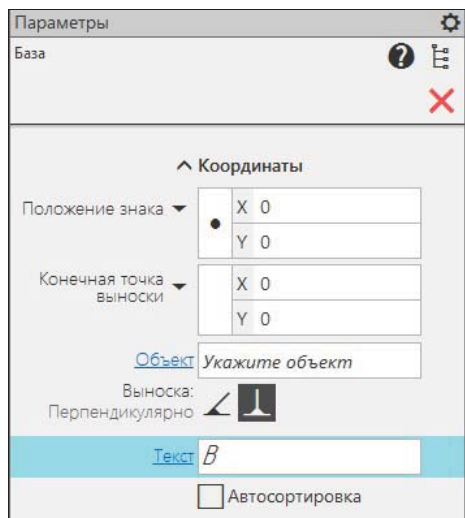 Параметры
База
Координаты
Положение знака
X 0
Y 0
Конечная точка
выноски
X 0
Y 0
Объект Укажите объект
Выноска:
Перпендикулярно
Текст В
Автосортировка